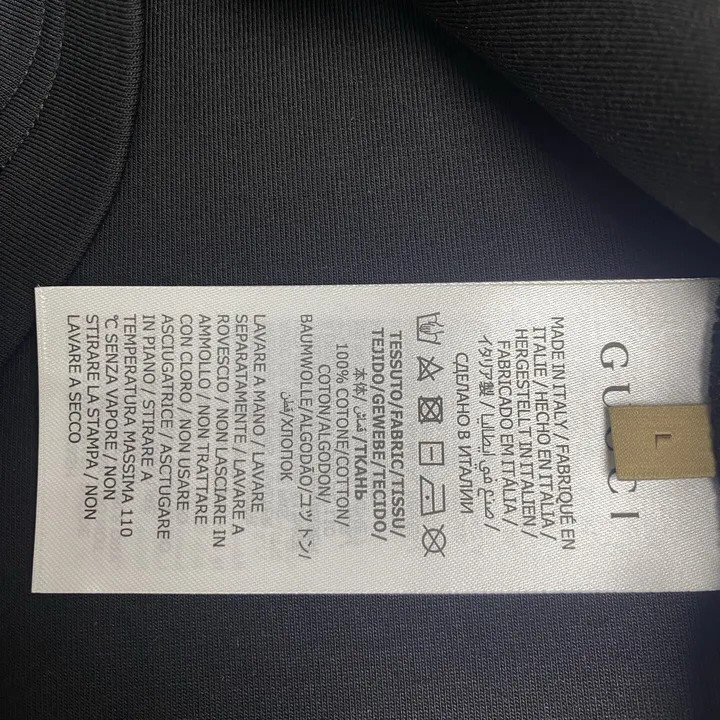 GUCCI
L
MADE IN ITALY / FABRIQUÉ EN
ITALIE / HECHO EN ITALIA /
HERGESTELLT IN ITALIEN /
FABRICADO EM ITÁLIA /
イタリア製 / صنع في إيطاليا /
СДЕЛАНО В ИТАЛИИ
TESSUTO/FABRIC/TISSU/
TEJIDO/GEWEBE/TECIDO/
本体/ قماش /ТКАНЬ
100% COTONE/COTTON/
COTON/ALGODON/
BAUMWOLLE/ALGODÃO/コットン/
قطن/ХЛОПОК
LAVARE A MANO / LAVARE
SEPARATAMENTE / LAVARE A
ROVESCIO / NON LASCIARE IN
AMMOLLO / NON TRATTARE
CON CLORO / NON USARE
ASCIUGATRICE / ASCTUGARE
IN PIANO / STIRARE A
TEMPERATURA MASSIMA 110
℃ SENZA VAPORE / NON
STIRARE LA STAMPA / NON
LAVARE A SECCO